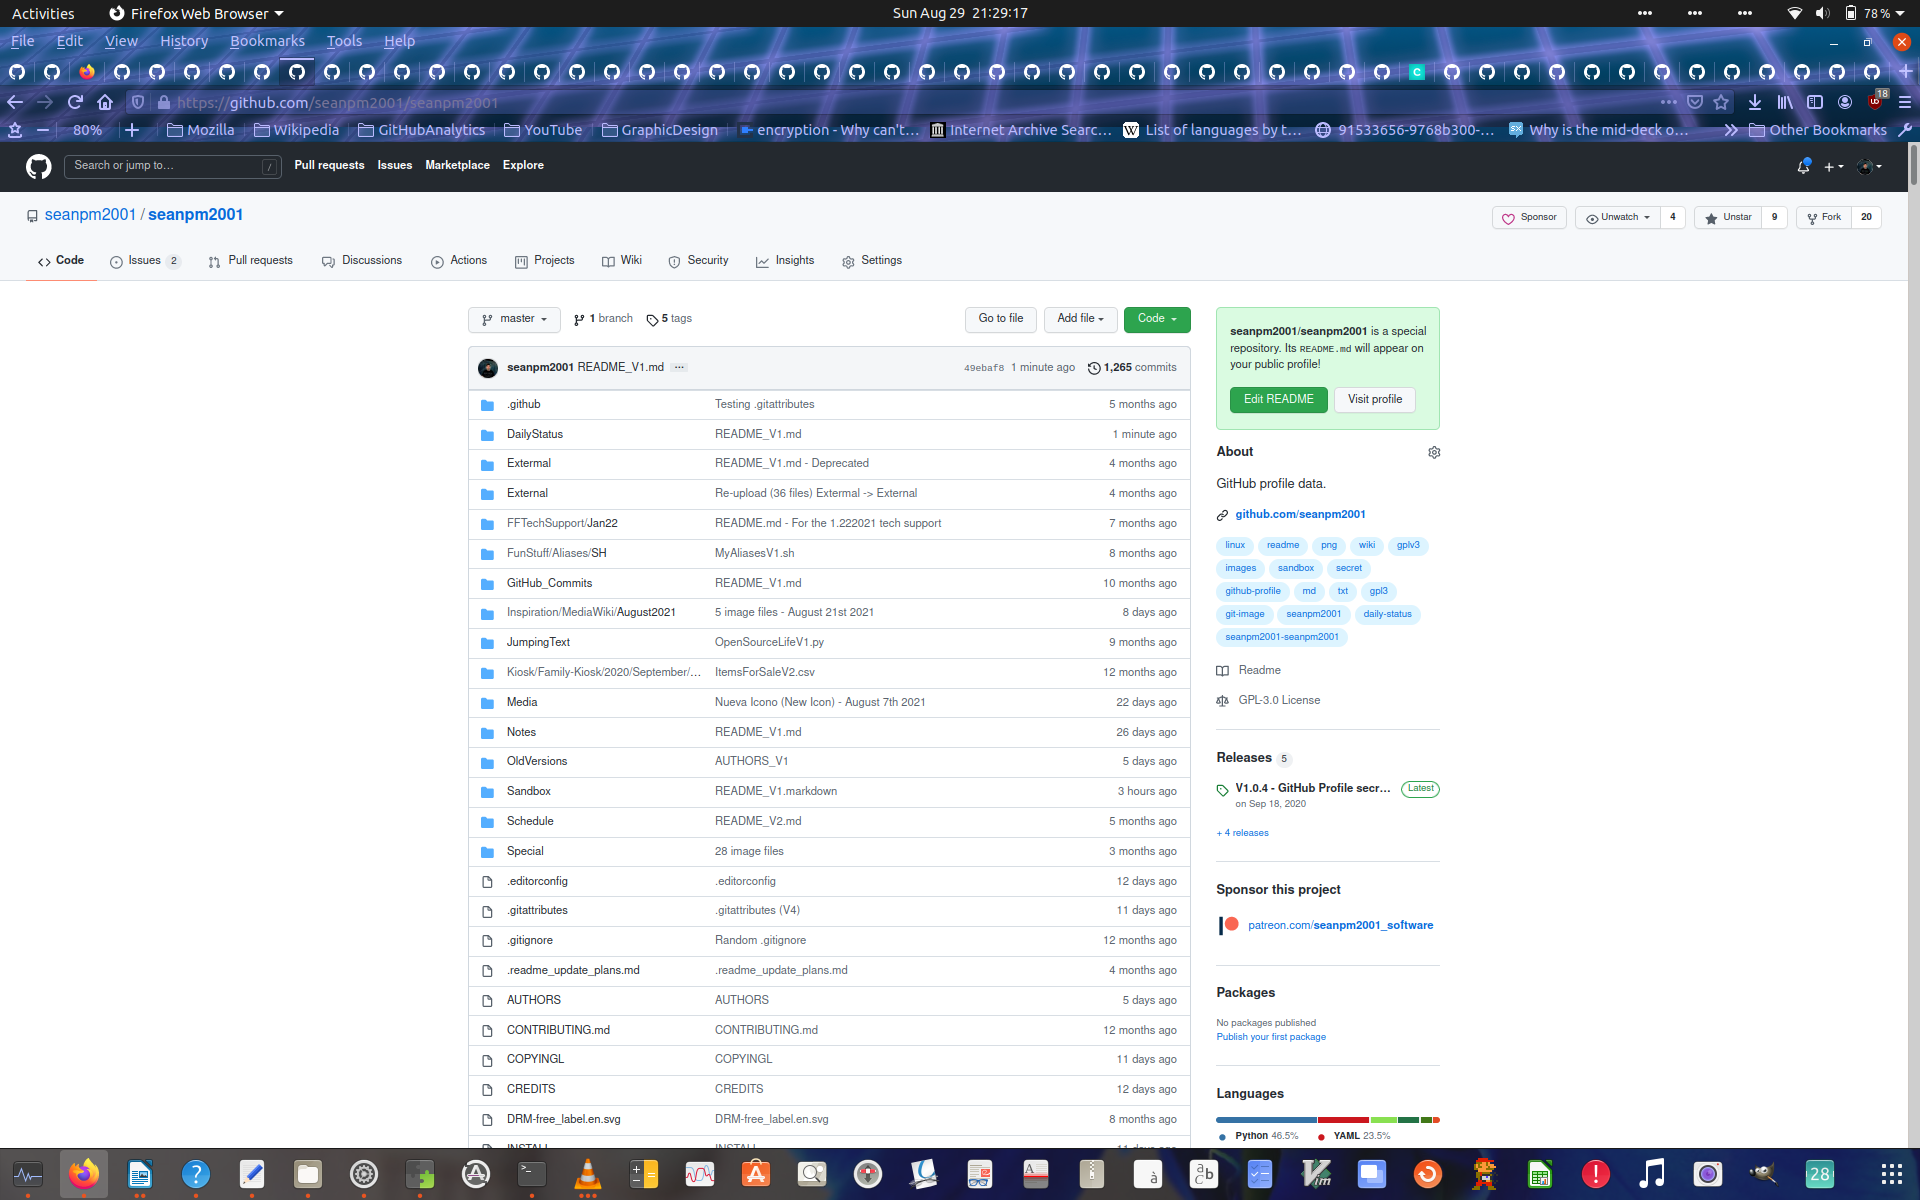 Activities Firefox Web Browser Sun Aug 29 21:29:17 78 %
File Edit View History Bookmarks Tools Help
https://github.com/seanpm2001/seanpm2001 18
80% Mozilla Wikipedia GitHubAnalytics YouTube GraphicDesign encryption - Why can't… Internet Archive Searc… List of languages by t… 91533656-9768b300-… Why is the mid-deck o… Other Bookmarks
Search or jump to… / Pull requests Issues Marketplace Explore
seanpm2001 / seanpm2001 Sponsor Unwatch 4 Unstar 9 Fork 20
Code Issues 2 Pull requests Discussions Actions Projects Wiki Security Insights Settings
master 1 branch 5 tags Go to file Add file Code
seanpm2001 README_V1.md ... 49ebaf8 1 minute ago 1,265 commits
.github Testing .gitattributes 5 months ago
DailyStatus README_V1.md 1 minute ago
Extermal README_V1.md - Deprecated 4 months ago
External Re-upload (36 files) Extermal -> External 4 months ago
FFTechSupport/Jan22 README.md - For the 1.222021 tech support 7 months ago
FunStuff/Aliases/SH MyAliasesV1.sh 8 months ago
GitHub_Commits README_V1.md 10 months ago
Inspiration/MediaWiki/August2021 5 image files - August 21st 2021 8 days ago
JumpingText OpenSourceLifeV1.py 9 months ago
Kiosk/Family-Kiosk/2020/September/… ItemsForSaleV2.csv 12 months ago
Media Nueva Icono (New Icon) - August 7th 2021 22 days ago
Notes README_V1.md 26 days ago
OldVersions AUTHORS_V1 5 days ago
Sandbox README_V1.markdown 3 hours ago
Schedule README_V2.md 5 months ago
Special 28 image files 3 months ago
.editorconfig .editorconfig 12 days ago
.gitattributes .gitattributes (V4) 11 days ago
.gitignore Random .gitignore 12 months ago
.readme_update_plans.md .readme_update_plans.md 4 months ago
AUTHORS AUTHORS 5 days ago
CONTRIBUTING.md CONTRIBUTING.md 12 months ago
COPYINGL COPYINGL 11 days ago
CREDITS CREDITS 12 days ago
DRM-free_label.en.svg DRM-free_label.en.svg 8 months ago
INSTALL INSTALL 11 days ago
seanpm2001/seanpm2001 is a special
repository. Its README.md will appear on
your public profile!
Edit README Visit profile
About
GitHub profile data.
github.com/seanpm2001
linux readme png wiki gplv3
images sandbox secret
github-profile md txt gpl3
git-image seanpm2001 daily-status
seanpm2001-seanpm2001
Readme
GPL-3.0 License
Releases 5
V1.0.4 - GitHub Profile secr… Latest
on Sep 18, 2020
+ 4 releases
Sponsor this project
patreon.com/seanpm2001_software
Packages
No packages published
Publish your first package
Languages
Python 46.5% YAML 23.5%
28